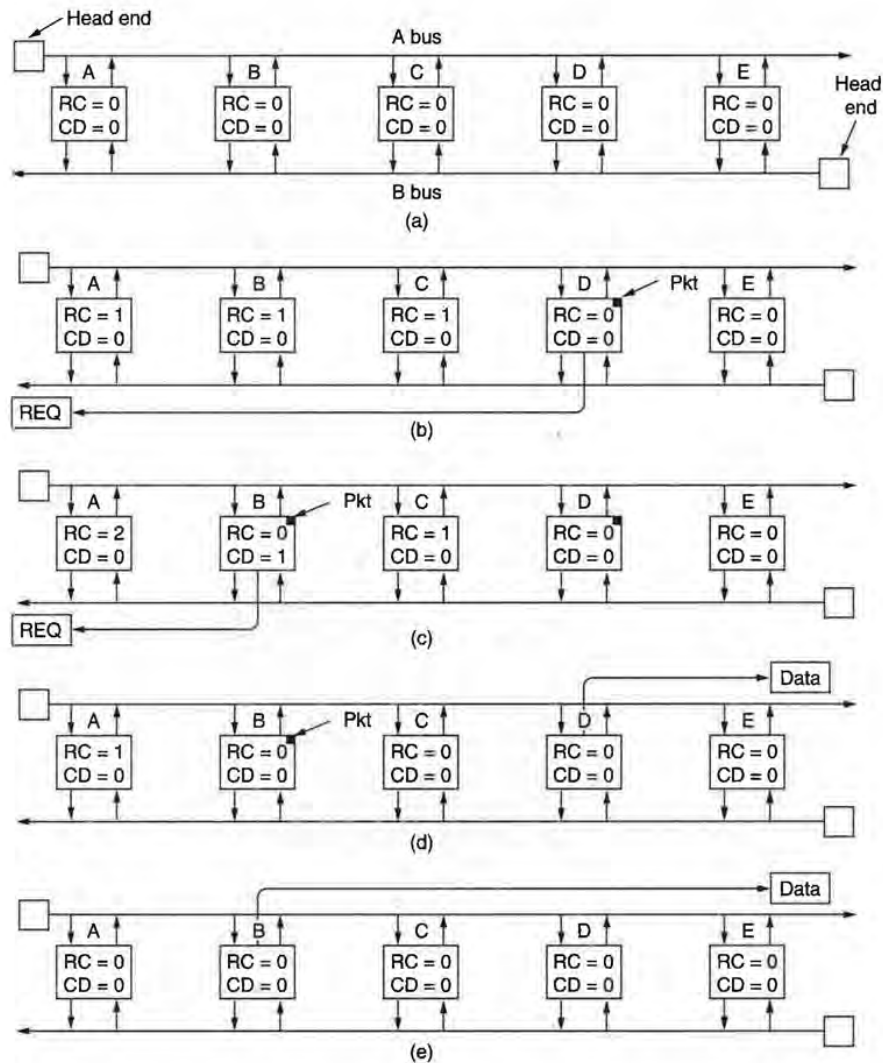 Head end
A bus
A B C D E
Head end
RC = 0 RC = 0 RC = 0 RC = 0 RC = 0
CD = 0 CD = 0 CD = 0 CD = 0 CD = 0
B bus
(a)
A B C D Pkt E
RC = 1 RC = 1 RC = 1 RC = 0 RC = 0
CD = 0 CD = 0 CD = 0 CD = 0 CD = 0
REQ
(b)
A B Pkt C D E
RC = 2 RC = 0 RC = 1 RC = 0 RC = 0
CD = 0 CD = 1 CD = 0 CD = 0 CD = 0
REQ
(c)
Data
A B Pkt C D E
RC = 1 RC = 0 RC = 0 RC = 0 RC = 0
CD = 0 CD = 0 CD = 0 CD = 0 CD = 0
(d)
Data
A B C D E
RC = 0 RC = 0 RC = 0 RC = 0 RC = 0
CD = 0 CD = 0 CD = 0 CD = 0 CD = 0
(e)